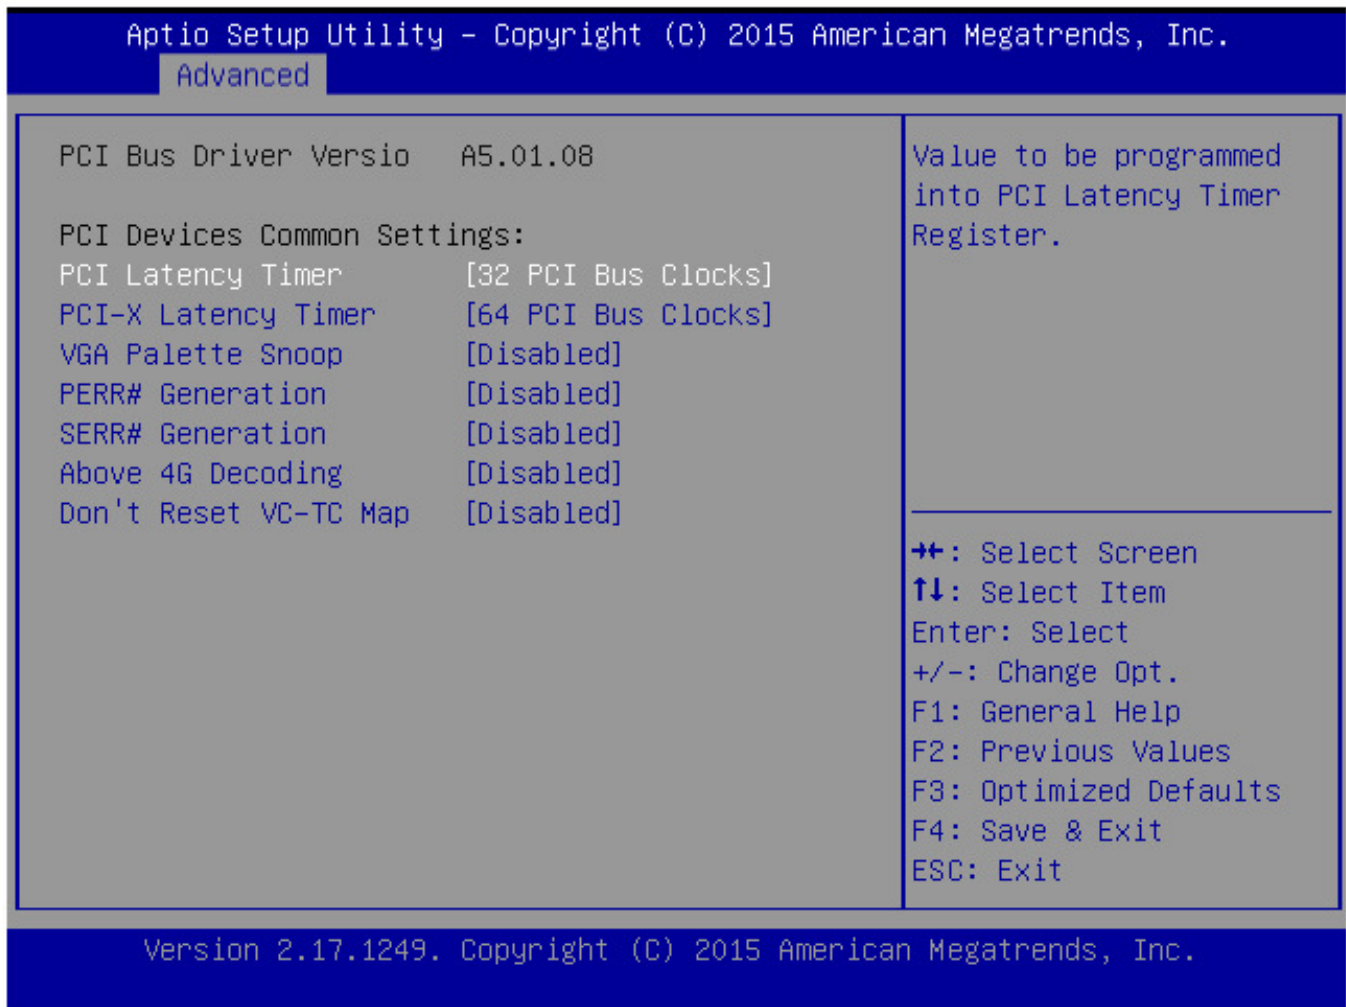 Aptio Setup Utility – Copyright (C) 2015 American Megatrends, Inc.
Advanced
PCI Bus Driver Versio A5.01.08
PCI Devices Common Settings:
PCI Latency Timer [32 PCI Bus Clocks]
PCI-X Latency Timer [64 PCI Bus Clocks]
VGA Palette Snoop [Disabled]
PERR# Generation [Disabled]
SERR# Generation [Disabled]
Above 4G Decoding [Disabled]
Don't Reset VC-TC Map [Disabled]
Value to be programmed
into PCI Latency Timer
Register.
→←: Select Screen
↑↓: Select Item
Enter: Select
+/-: Change Opt.
F1: General Help
F2: Previous Values
F3: Optimized Defaults
F4: Save & Exit
ESC: Exit
Version 2.17.1249. Copyright (C) 2015 American Megatrends, Inc.